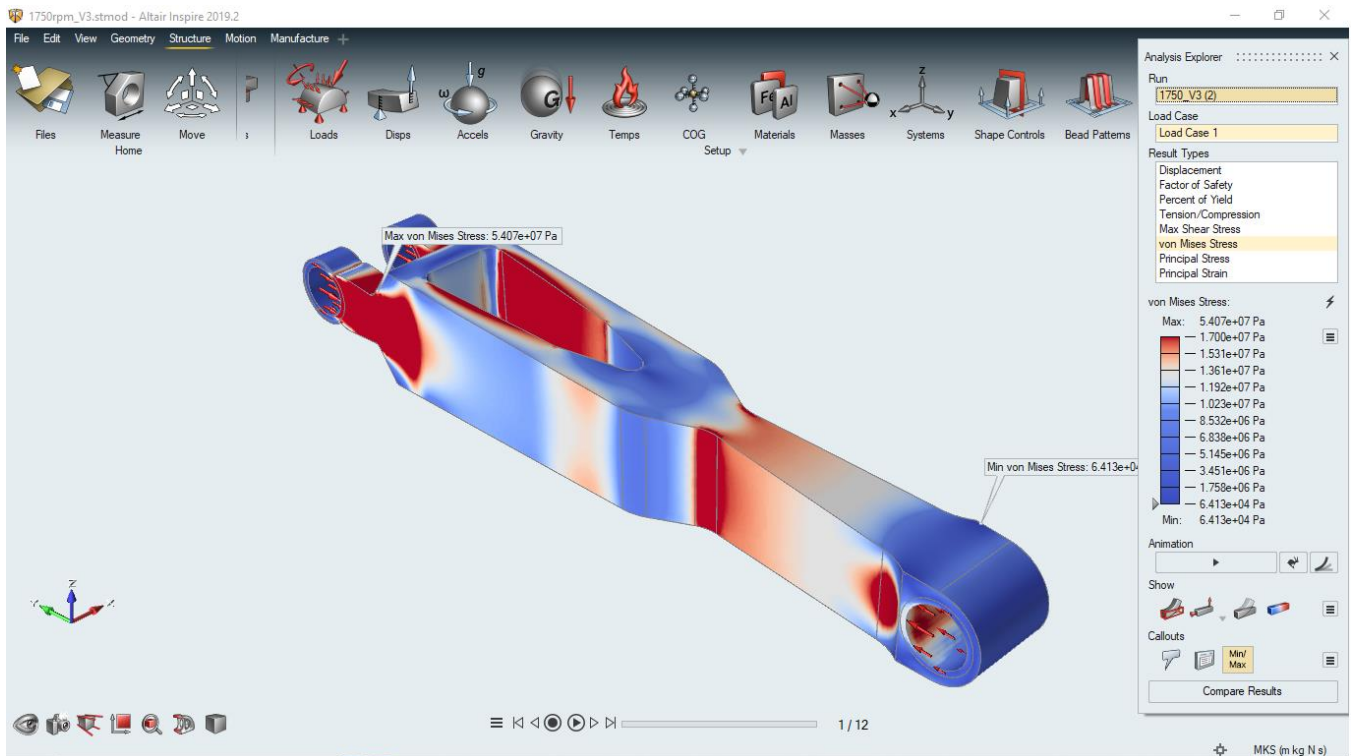 1750rpm_V3.stmod - Altair Inspire 2019.2
File Edit View Geometry Structure Motion Manufacture +
Files Measure Move s Loads Disps Accels Gravity Temps COG Materials Masses Systems Shape Controls Bead Patterns
Home Setup
Analysis Explorer
Run
1750_V3 (2)
Load Case
Load Case 1
Result Types
Displacement
Factor of Safety
Percent of Yield
Tension/Compression
Max Shear Stress
von Mises Stress
Principal Stress
Principal Strain
von Mises Stress:
Max: 5.407e+07 Pa
1.700e+07 Pa
1.531e+07 Pa
1.361e+07 Pa
1.192e+07 Pa
1.023e+07 Pa
8.532e+06 Pa
6.838e+06 Pa
5.145e+06 Pa
3.451e+06 Pa
1.758e+06 Pa
6.413e+04 Pa
Min: 6.413e+04 Pa
Animation
Show
Callouts
Min/
Max
Compare Results
Max von Mises Stress: 5.407e+07 Pa
Min von Mises Stress: 6.413e+04
z
1 / 12
MKS (m kg N s)